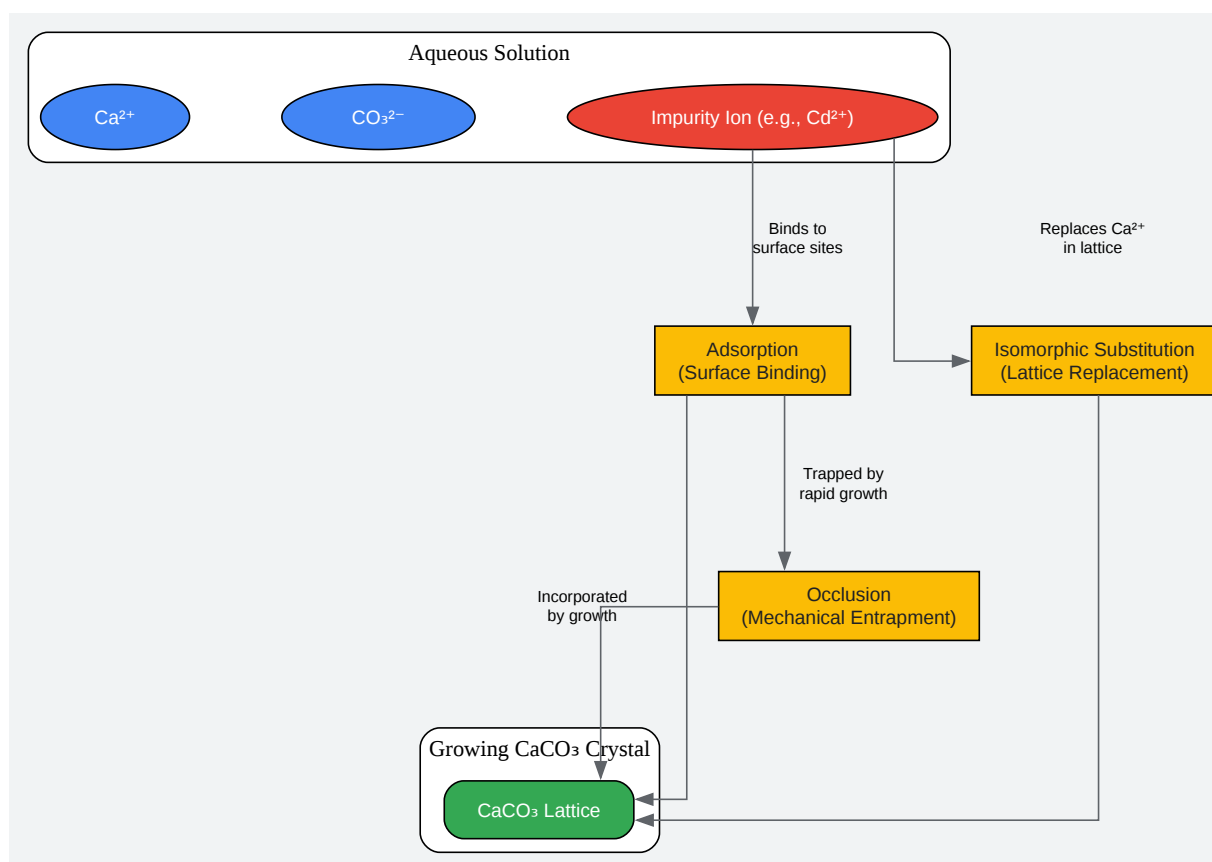 Aqueous Solution
Ca²⁺
CO₃²⁻
Impurity Ion (e.g., Cd²⁺)
Binds to
surface sites
Replaces Ca²⁺
in lattice
Adsorption
(Surface Binding)
Isomorphic Substitution
(Lattice Replacement)
Trapped by
rapid growth
Occlusion
(Mechanical Entrapment)
Incorporated
by growth
Growing CaCO₃ Crystal
CaCO₃ Lattice